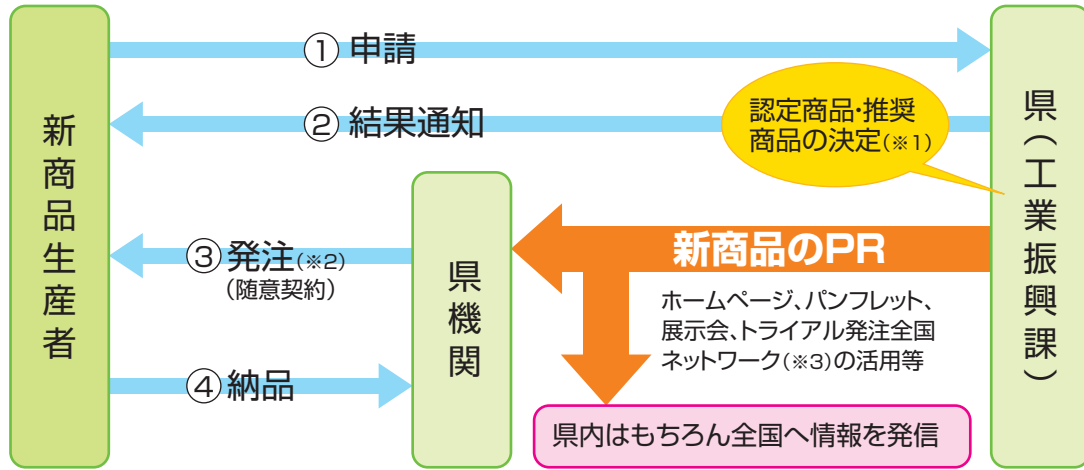 新商品生産者
①申請
②結果通知
認定商品・推奨
商品の決定(※1)
県(工業振興課)
③発注(※2)
(随意契約)
県機関
新商品のPR
ホームページ、パンフレット、
展示会、トライアル発注全国
ネットワーク(※3)の活用等
④納品
県内はもちろん全国へ情報を発信